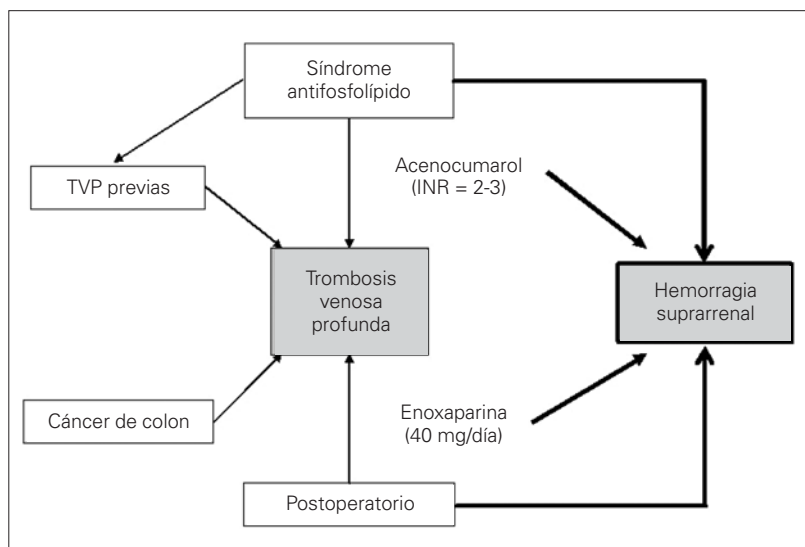 Síndrome
antifosfolípido
TVP previas
Acenocumarol
(INR = 2-3)
Trombosis
venosa
profunda
Hemorragia
suprarrenal
Cáncer de colon
Enoxaparina
(40 mg/día)
Postoperatorio